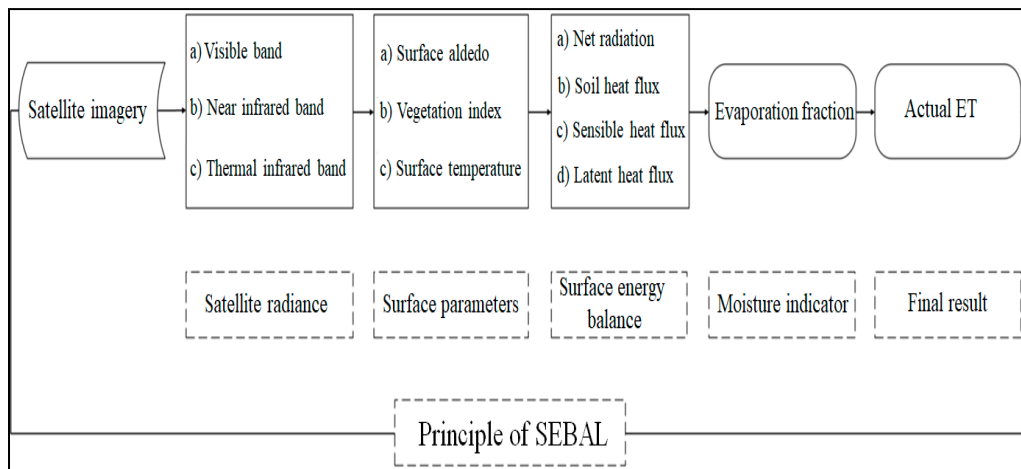 Satellite imagery
a) Visible band
b) Near infrared band
c) Thermal infrared band
a) Surface aldedo
b) Vegetation index
c) Surface temperature
a) Net radiation
b) Soil heat flux
c) Sensible heat flux
d) Latent heat flux
Evaporation fraction
Actual ET
Satellite radiance
Surface parameters
Surface energy
balance
Moisture indicator
Final result
Principle of SEBAL